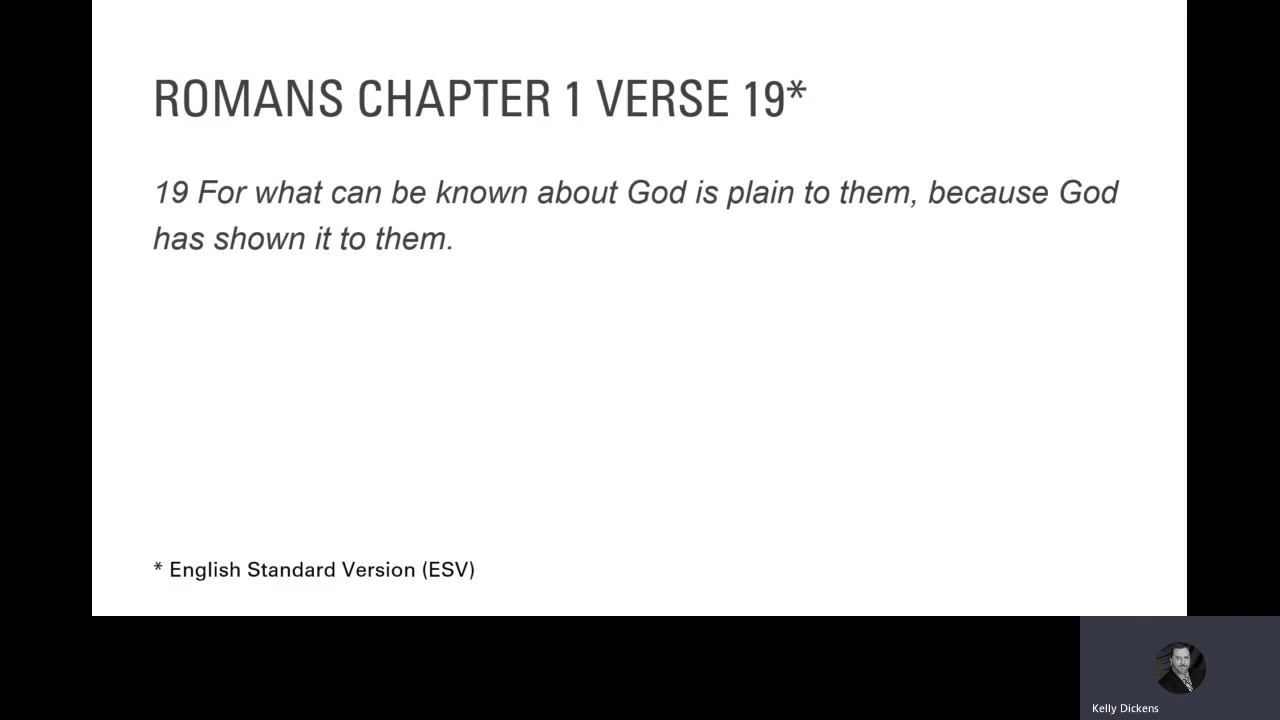 ROMANS CHAPTER 1 VERSE 19*
19 For what can be known about God is plain to them, because God
has shown it to them.
* English Standard Version (ESV)
Kelly Dickens